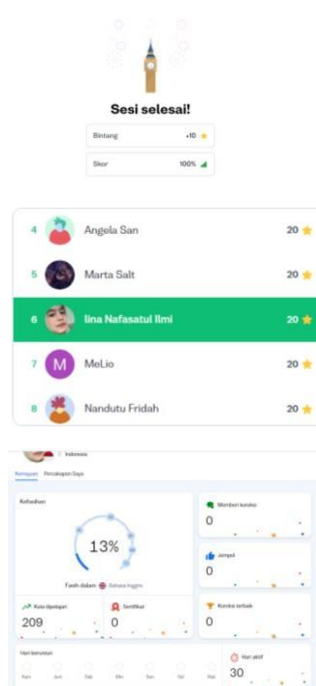 Sesi selesai!
Bintang +10
Skor 100%
4 Angela San 20
5 Marta Salt 20
6 Iina Nafasatul Ilmi 20
7 M MeLio 20
8 Nandutu Fridah 20
Indonesia
Kemajuan Percakapan Saya
Kefasihan
13%
Fasih dalam Bahasa Inggris
Memberi koreksi
0
Jempol
0
Kata dipelajari
209
Sertifikat
0
Koreksi terbaik
0
Hari beruntun
Hari aktif
30